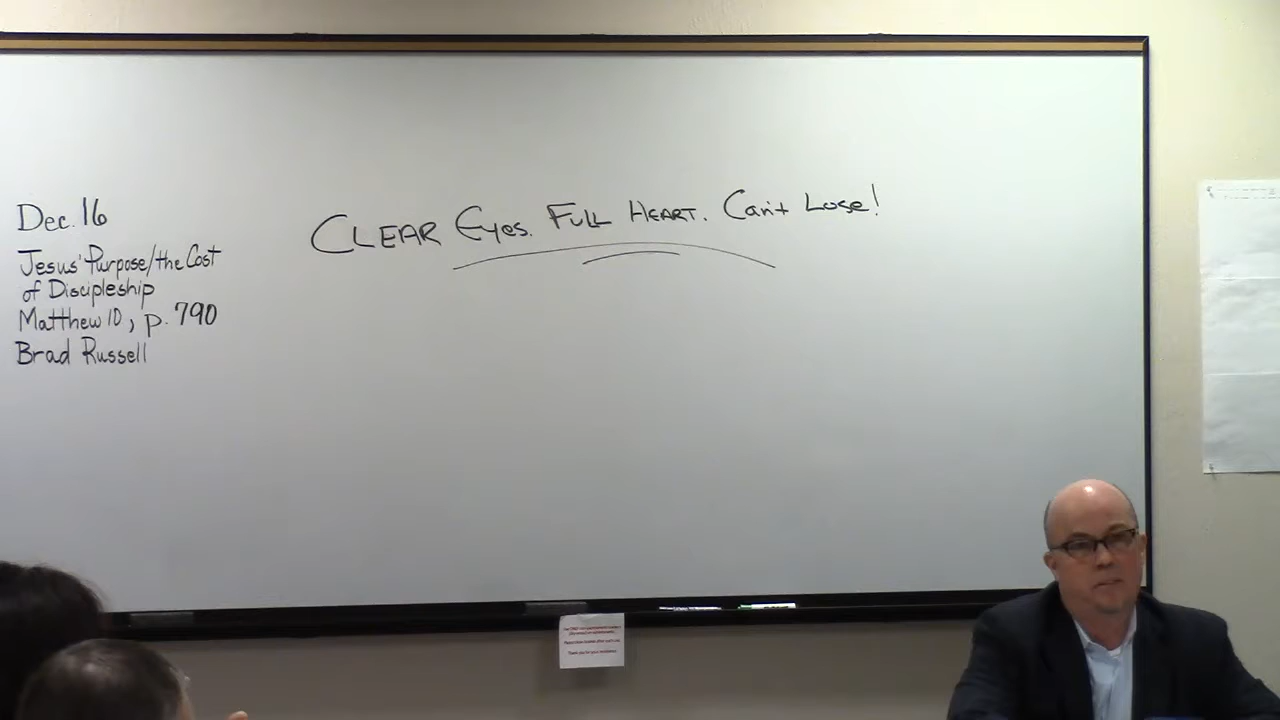 Dec. 16
Jesus' Purpose/the Cost
of Discipleship
Matthew 10, p. 790
Brad Russell
CLEAR Eyes. FULL HEART. Can't Lose!